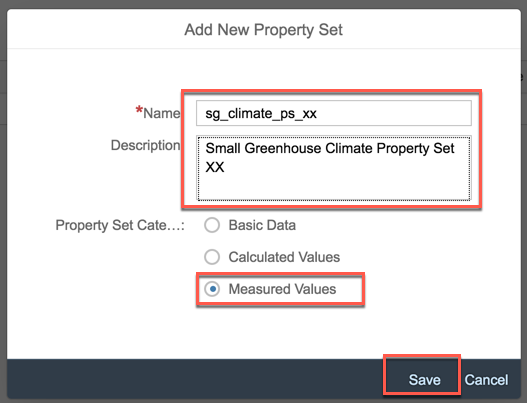 Add New Property Set
*Name
sg_climate_ps_xx
Description
Small Greenhouse Climate Property Set
XX
Property Set Cate...:
Basic Data
Calculated Values
Measured Values
Save
Cancel